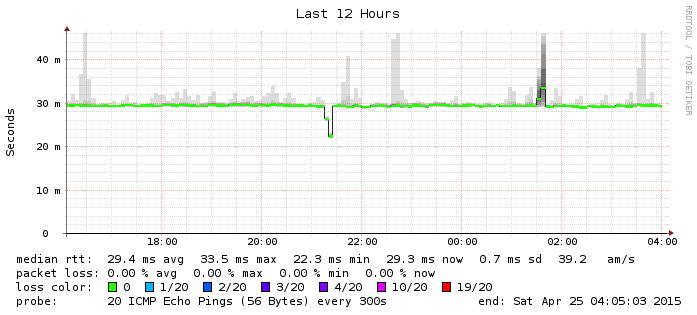 Last 12 Hours
RRDTOOL / TOBI OETIKER
Seconds
40 m
30 m
20 m
10 m
0
18:00 20:00 22:00 00:00 02:00 04:00
median rtt: 29.4 ms avg 33.5 ms max 22.3 ms min 29.3 ms now 0.7 ms sd 39.2 am/s
packet loss: 0.00 % avg 0.00 % max 0.00 % min 0.00 % now
loss color: 0 1/20 2/20 3/20 4/20 10/20 19/20
probe: 20 ICMP Echo Pings (56 Bytes) every 300s end: Sat Apr 25 04:05:03 2015